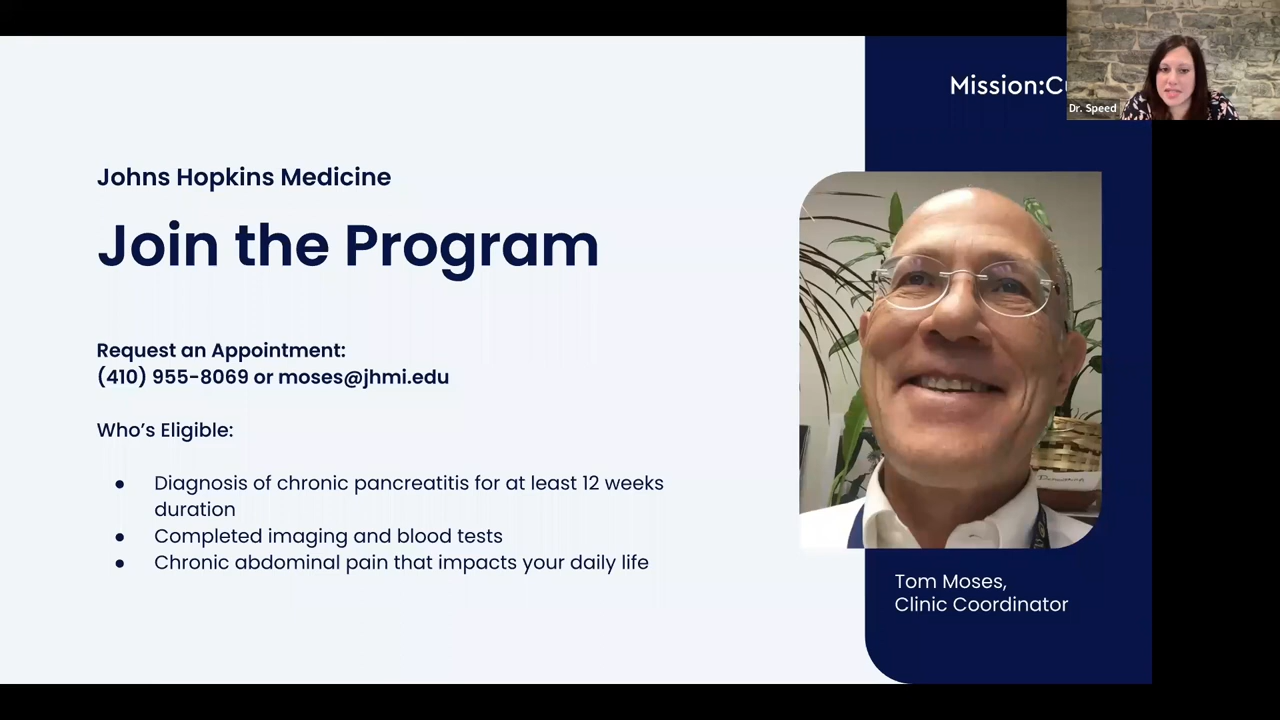 Mission:Cu
Dr. Speed
Johns Hopkins Medicine
Join the Program
Request an Appointment:
(410) 955-8069 or moses@jhmi.edu
Who's Eligible:
● Diagnosis of chronic pancreatitis for at least 12 weeks
duration
● Completed imaging and blood tests
● Chronic abdominal pain that impacts your daily life
Tom Moses,
Clinic Coordinator